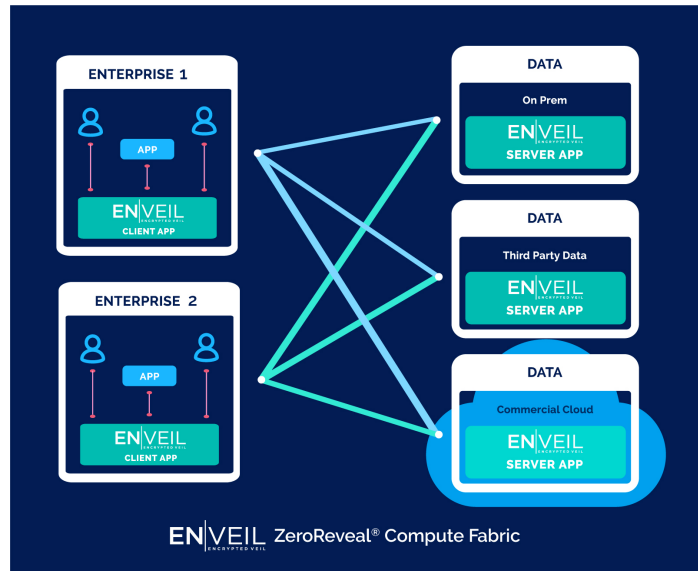 ENTERPRISE 1
APP
EN|VEIL
ENCRYPTED VEIL
CLIENT APP
ENTERPRISE 2
APP
EN|VEIL
ENCRYPTED VEIL
CLIENT APP
DATA
On Prem
EN|VEIL
ENCRYPTED VEIL
SERVER APP
DATA
Third Party Data
EN|VEIL
ENCRYPTED VEIL
SERVER APP
DATA
Commercial Cloud
EN|VEIL
ENCRYPTED VEIL
SERVER APP
EN|VEIL ZeroReveal® Compute Fabric
ENCRYPTED VEIL